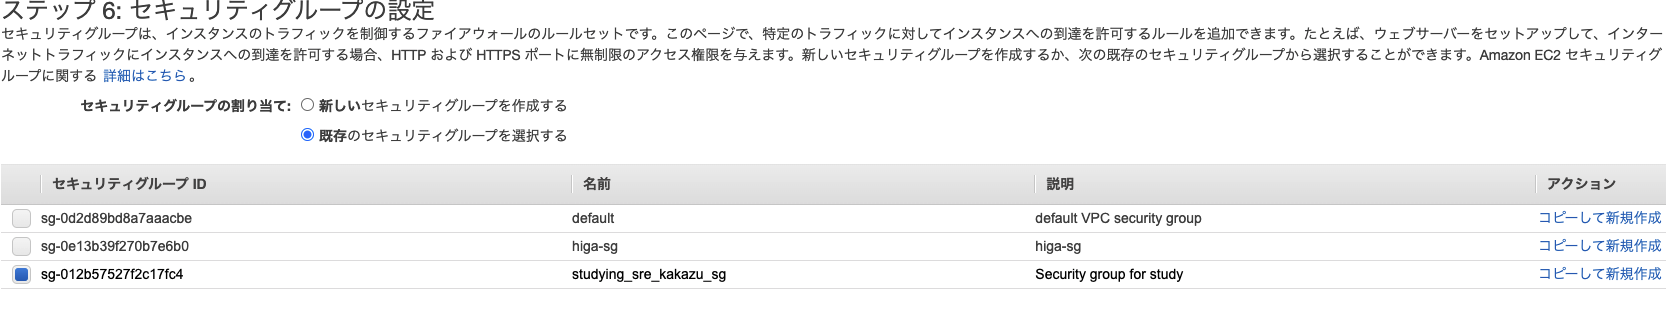 ステップ 6: セキュリティグループの設定
セキュリティグループは、インスタンスのトラフィックを制御するファイアウォールのルールセットです。このページで、特定のトラフィックに対してインスタンスへの到達を許可するルールを追加できます。たとえば、ウェブサーバーをセットアップして、インター
ネットトラフィックにインスタンスへの到達を許可する場合、HTTP および HTTPS ポートに無制限のアクセス権限を与えます。新しいセキュリティグループを作成するか、次の既存のセキュリティグループから選択することができます。Amazon EC2 セキュリティグ
ループに関する 詳細はこちら 。
セキュリティグループの割り当て: 新しいセキュリティグループを作成する
既存のセキュリティグループを選択する
セキュリティグループ ID 名前 説明 アクション
sg-0d2d89bd8a7aaacbe default default VPC security group コピーして新規作成
sg-0e13b39f270b7e6b0 higa-sg higa-sg コピーして新規作成
sg-012b57527f2c17fc4 studying_sre_kakazu_sg Security group for study コピーして新規作成